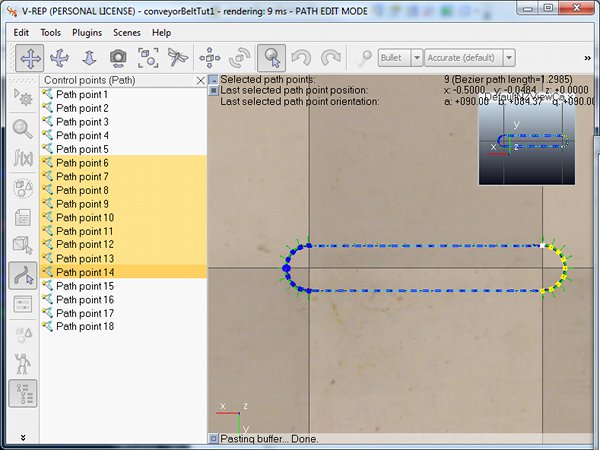 V-REP (PERSONAL LICENSE) - conveyorBeltTut1 - rendering: 9 ms - PATH EDIT MODE
Edit Tools Plugins Scenes Help
Bullet Accurate (default) »
f(x)
Control points (Path)
Path point 1
Path point 2
Path point 3
Path point 4
Path point 5
Path point 6
Path point 7
Path point 8
Path point 9
Path point 10
Path point 11
Path point 12
Path point 13
Path point 14
Path point 15
Path point 16
Path point 17
Path point 18
Selected path points: 9 (Bezier path length=1.2985)
Last selected path point position: x: -0.5000 y: -0.0484 z: +0.0000
Last selected path point orientation: a: +090.00 b: +084.37 g: +090.00
y
x z
x z
y
Pasting buffer... Done.